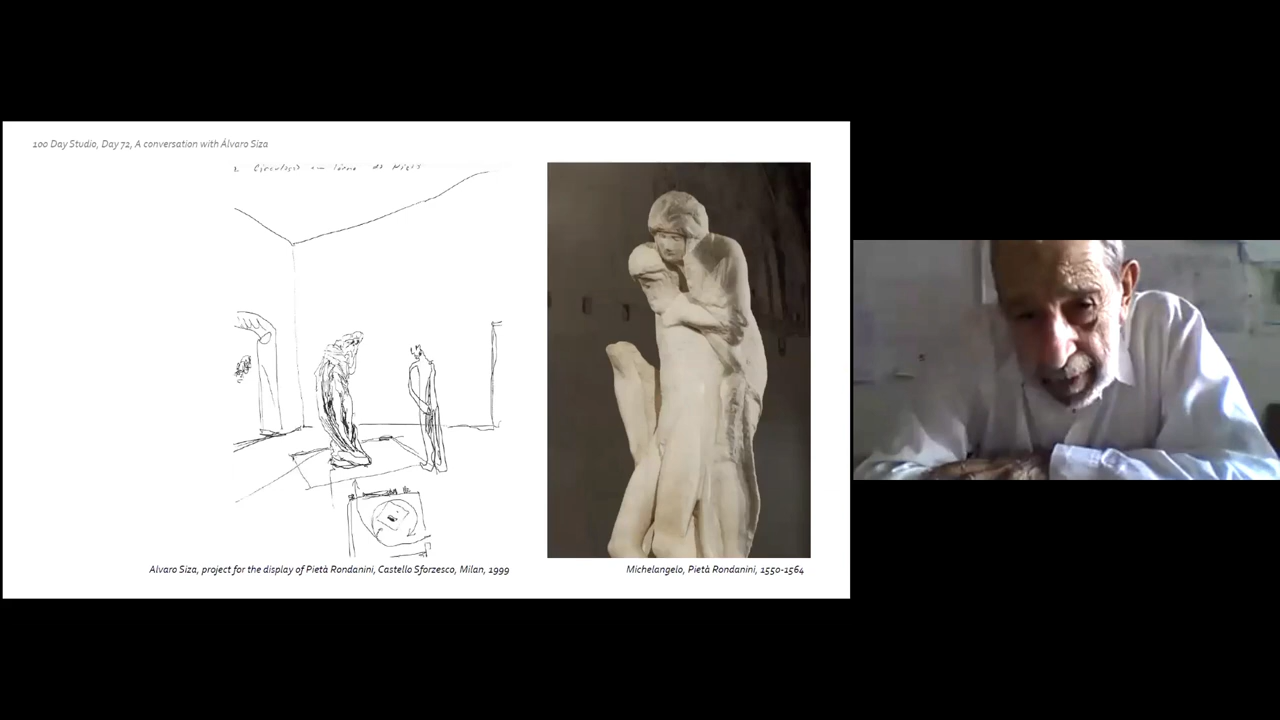 100 Day Studio, Day 72, A conversation with Álvaro Siza
Alvaro Siza, project for the display of Pietà Rondanini, Castello Sforzesco, Milan, 1999
Michelangelo, Pietà Rondanini, 1550-1564